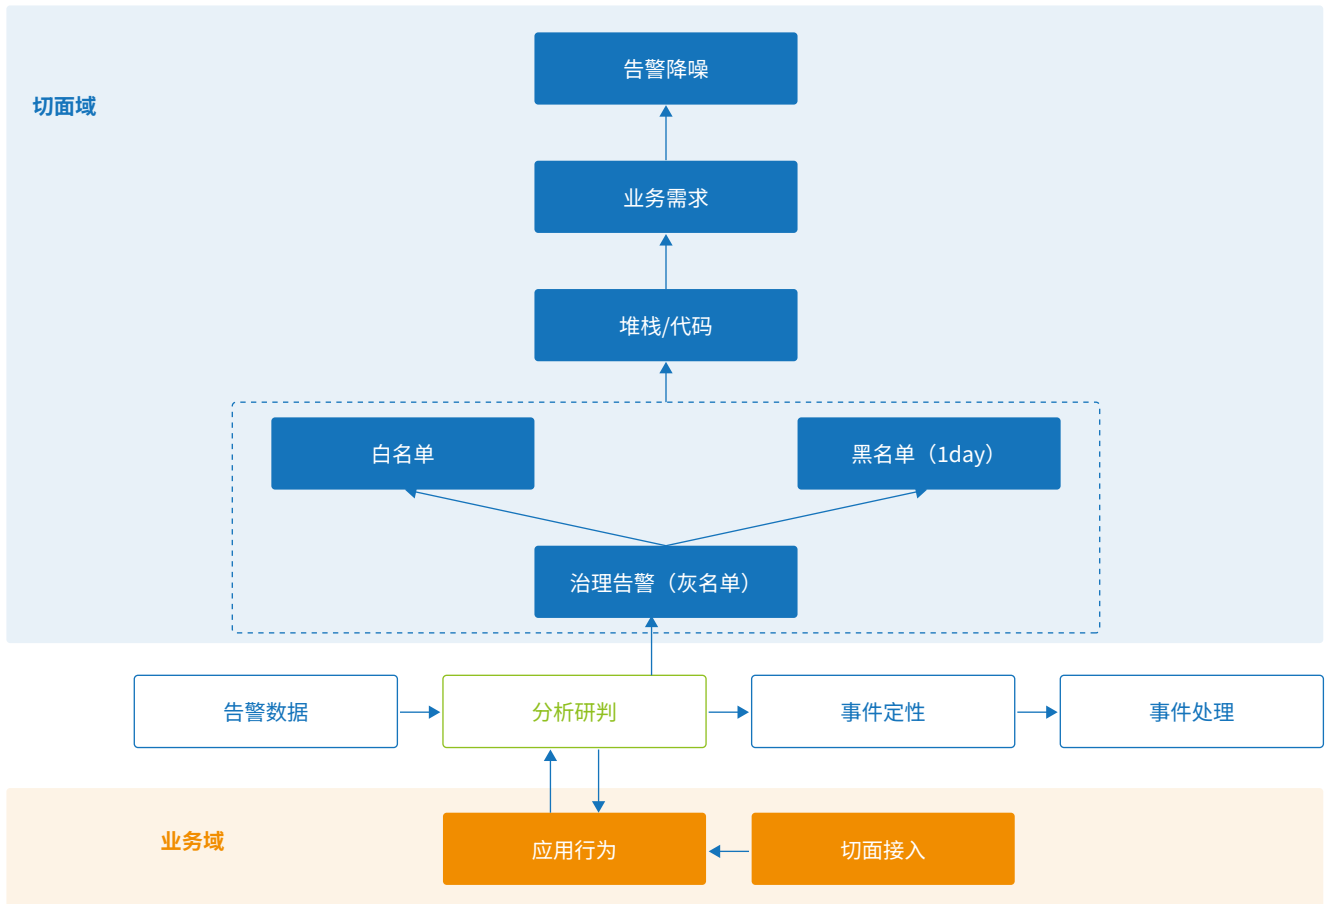 告警降噪
切面域
业务需求
堆栈/代码
白名单
黑名单（1day）
治理告警（灰名单）
告警数据
分析研判
事件定性
事件处理
业务域
应用行为
切面接入